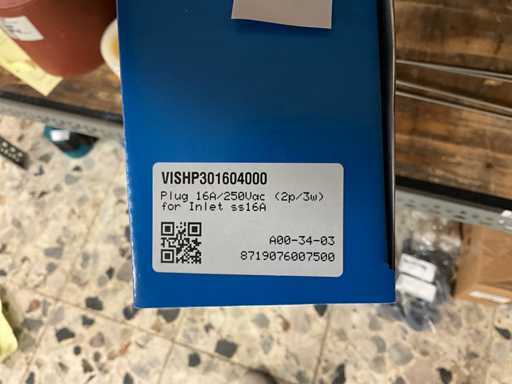 VISHP301604000
Plug 16A/250Vac (2p/3w)
for Inlet ss16A
A00-34-03
8719076007500